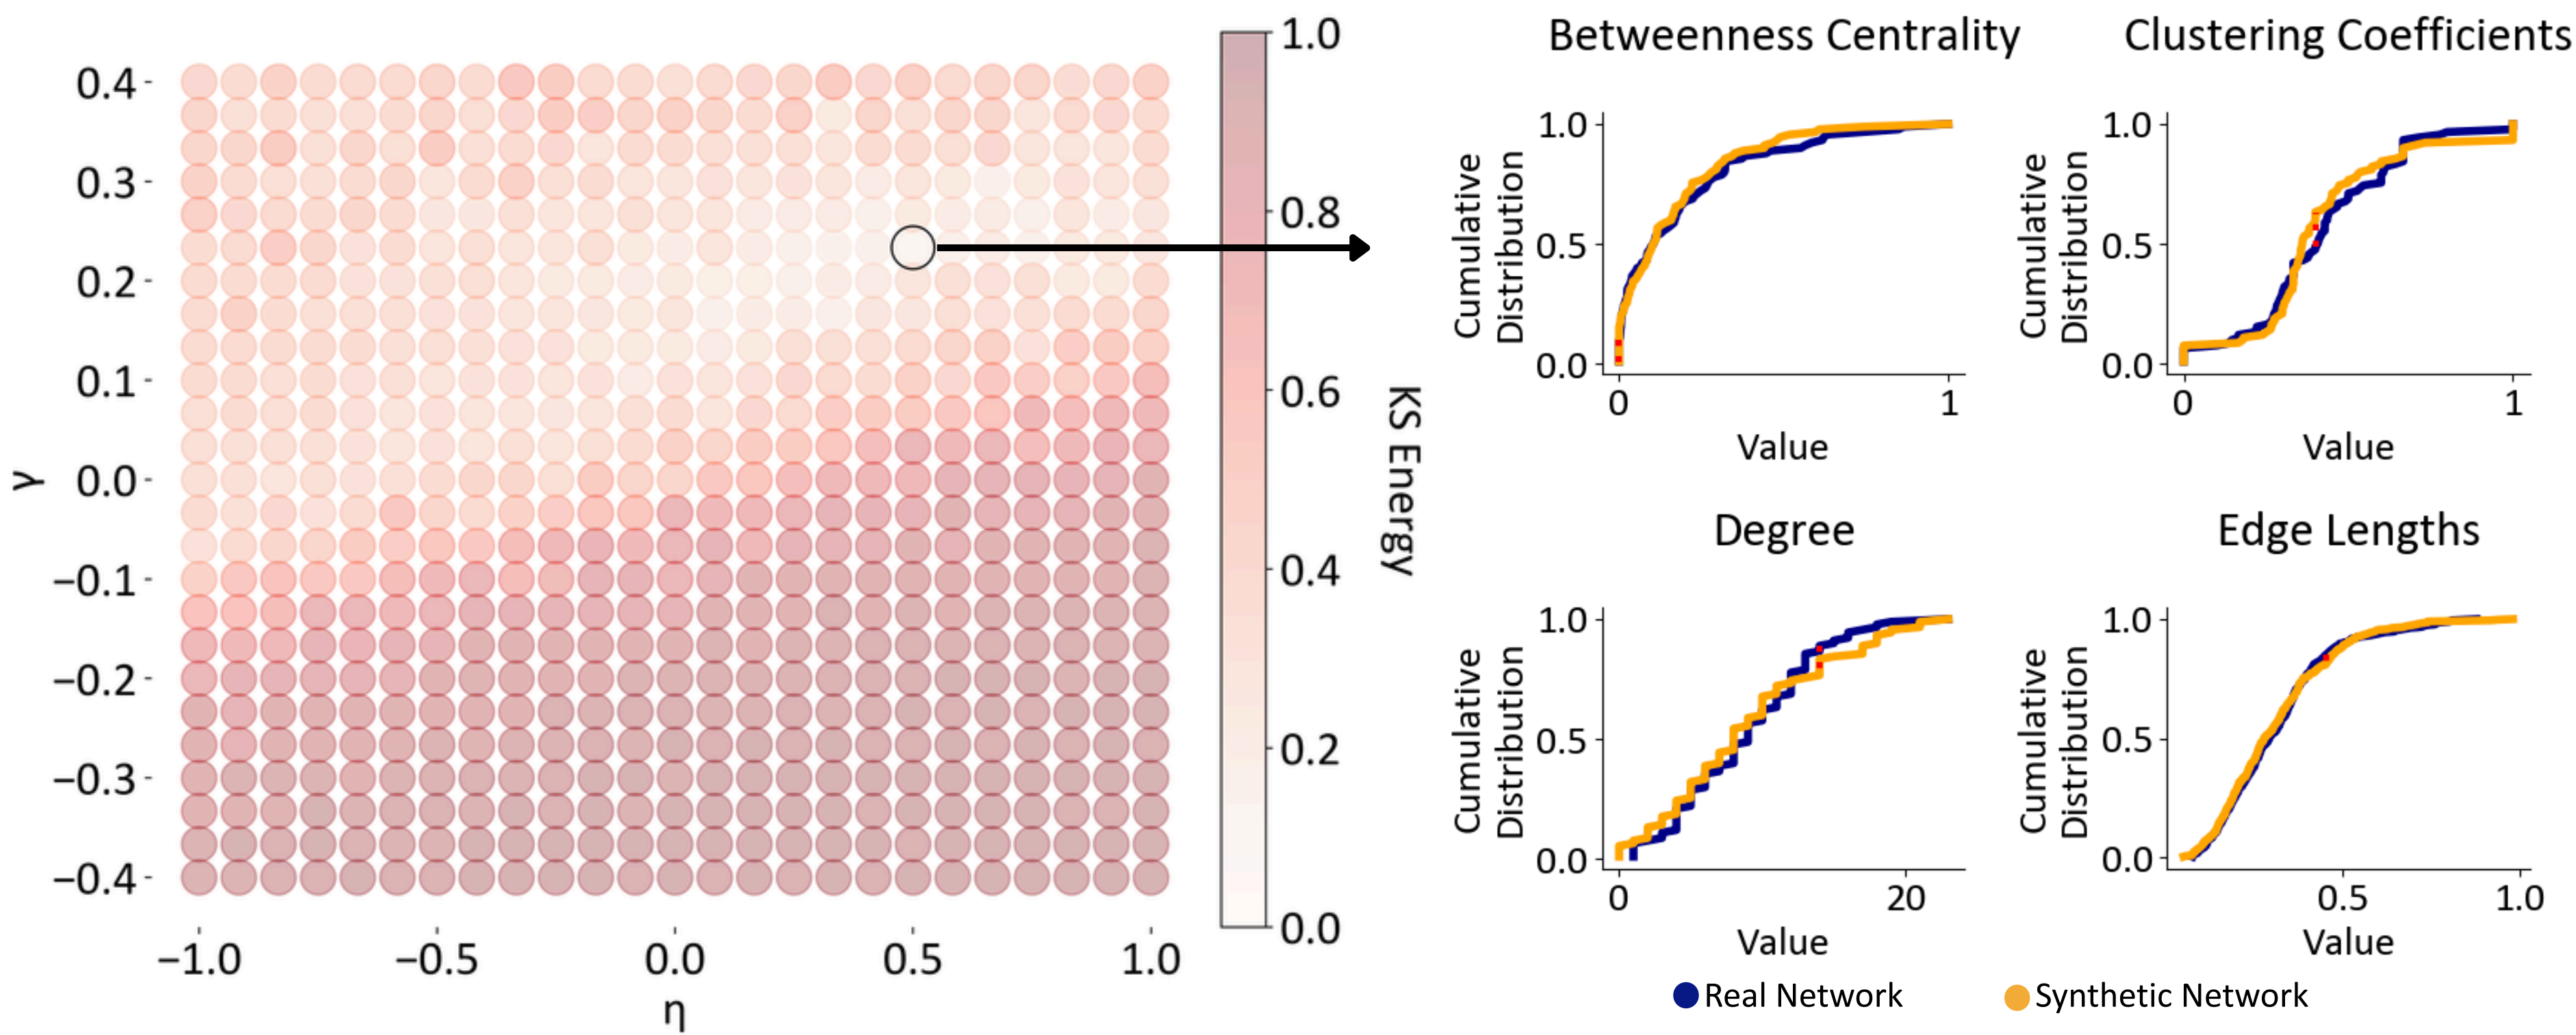 γ
0.4
0.3
0.2
0.1
0.0
−0.1
−0.2
−0.3
−0.4
−1.0 −0.5 0.0 0.5 1.0
η
1.0
0.8
0.6
0.4
0.2
0.0
KS Energy
Betweenness Centrality
Cumulative
Distribution
1.0
0.5
0.0
0 1
Value
Clustering Coefficients
Cumulative
Distribution
1.0
0.5
0.0
0 1
Value
Degree
Cumulative
Distribution
1.0
0.5
0.0
0 20
Value
Edge Lengths
Cumulative
Distribution
1.0
0.5
0.0
0.5 1.0
Value
Real Network
Synthetic Network